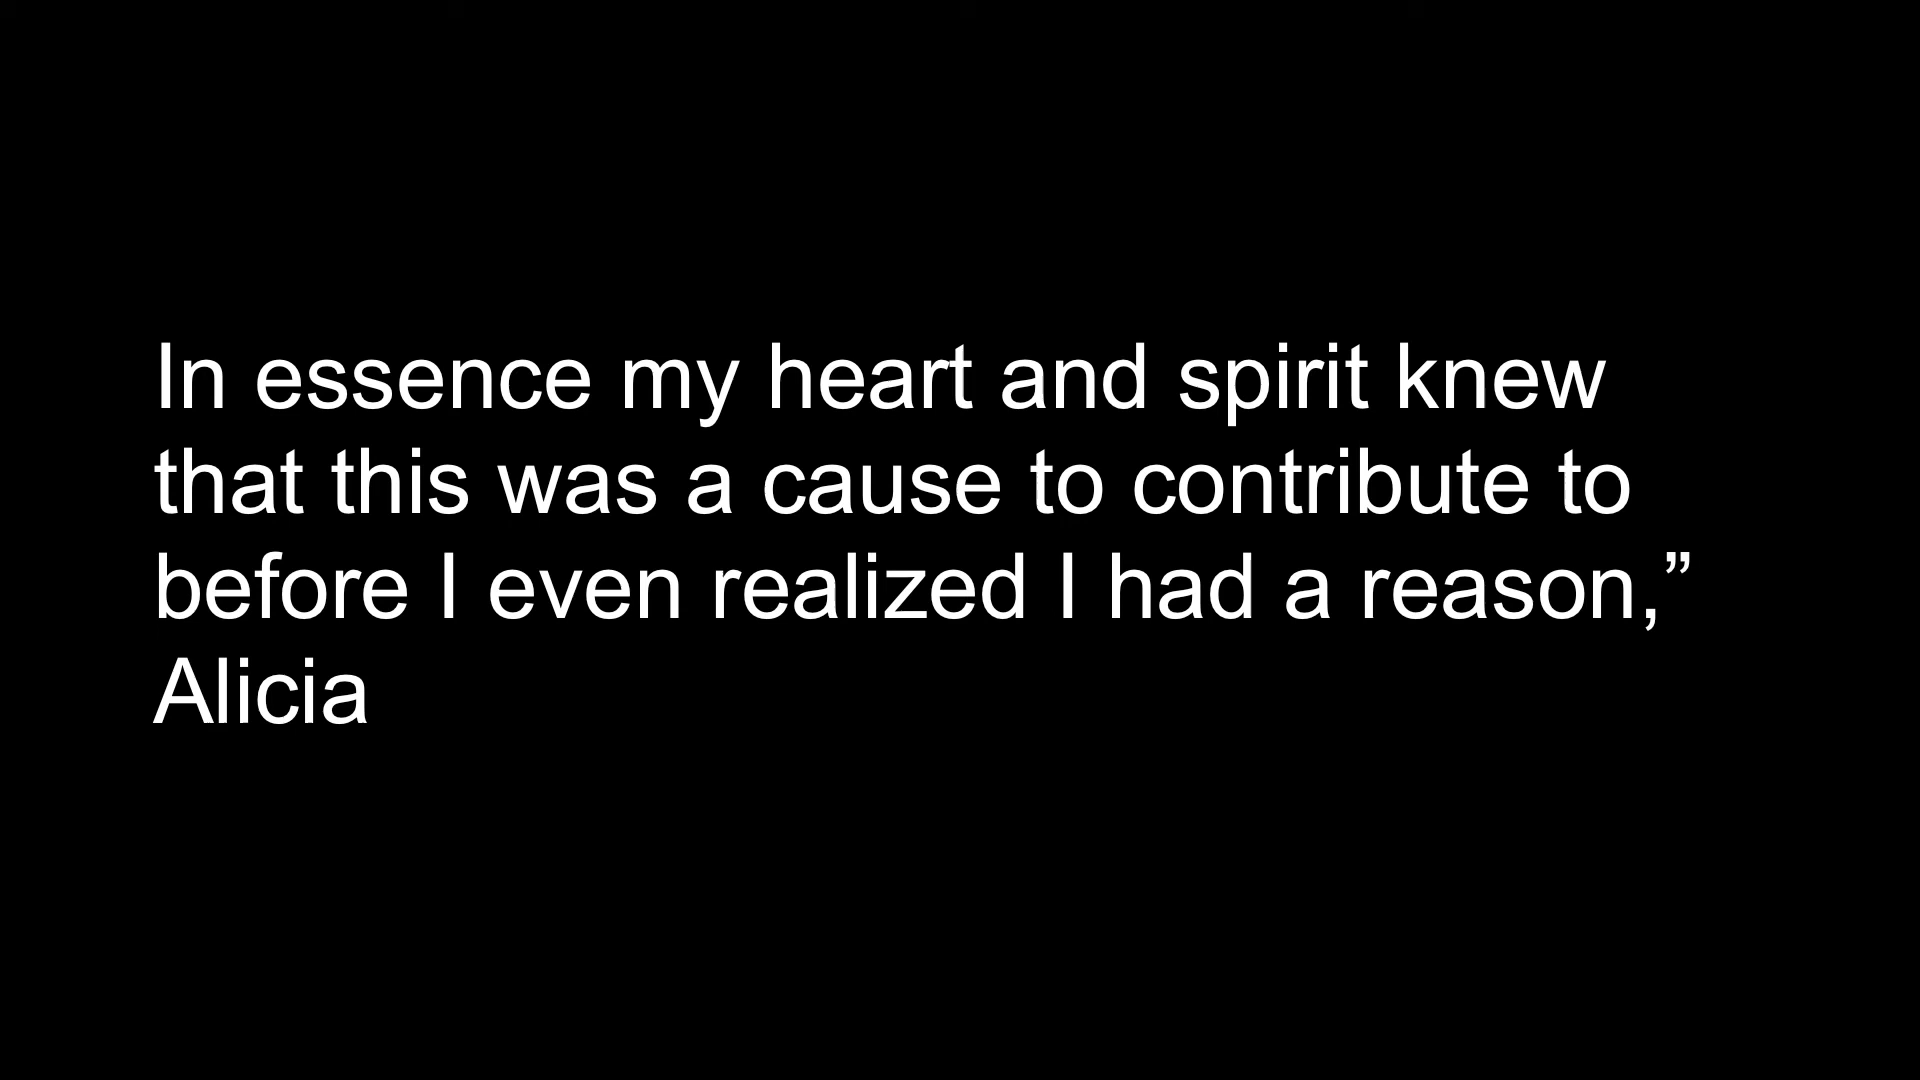 In essence my heart and spirit knew
that this was a cause to contribute to
before I even realized I had a reason,”
Alicia